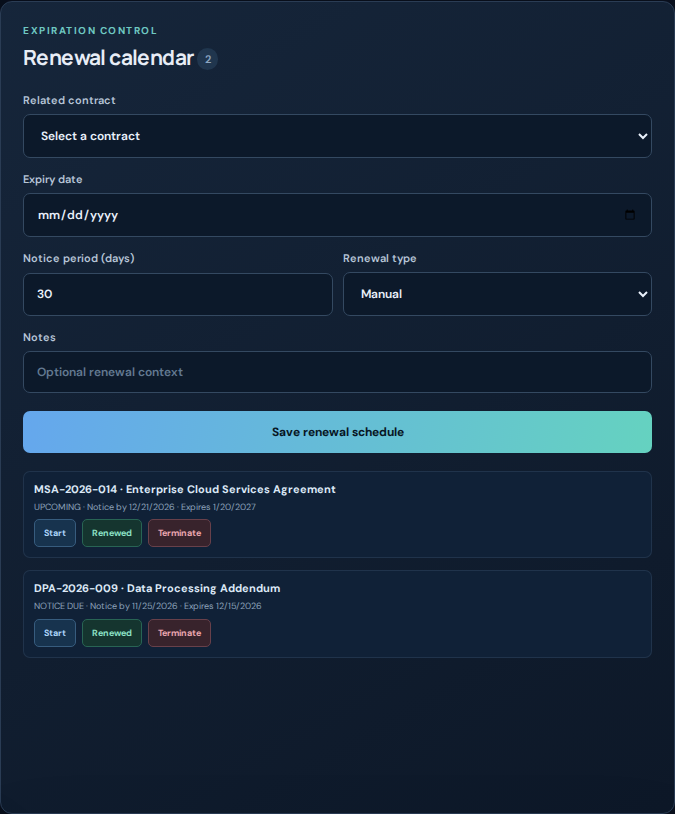 EXPIRATION CONTROL
Renewal calendar 2
Related contract
Select a contract
Expiry date
mm/dd/yyyy
Notice period (days) Renewal type
30 Manual
Notes
Optional renewal context
Save renewal schedule
MSA-2026-014 · Enterprise Cloud Services Agreement
UPCOMING · Notice by 12/21/2026 · Expires 1/20/2027
Start Renewed Terminate
DPA-2026-009 · Data Processing Addendum
NOTICE DUE · Notice by 11/25/2026 · Expires 12/15/2026
Start Renewed Terminate